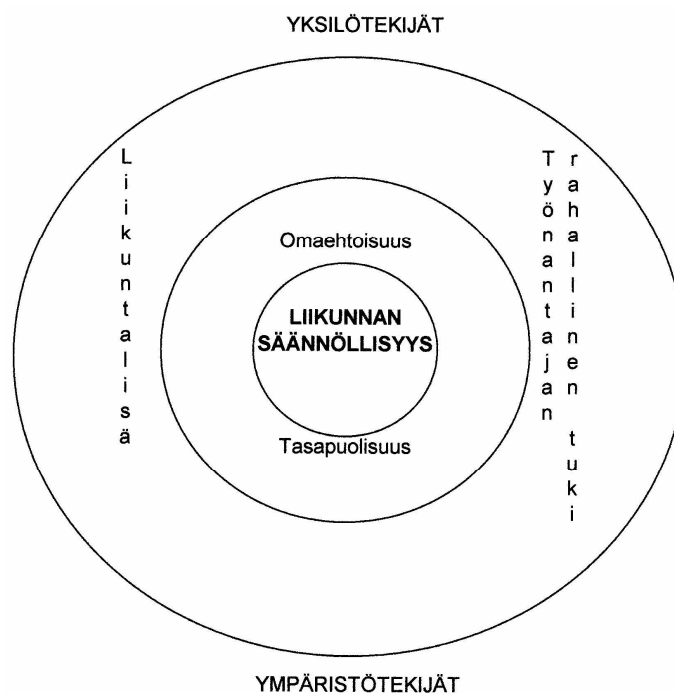 YKSILÖTEKIJÄT
Liikuntalisä
Työnantajan
rahallinen tuki
Omaehtoisuus
LIIKUNNAN
SÄÄNNÖLLISYYS
Tasapuolisuus
YMPÄRISTÖTEKIJÄT